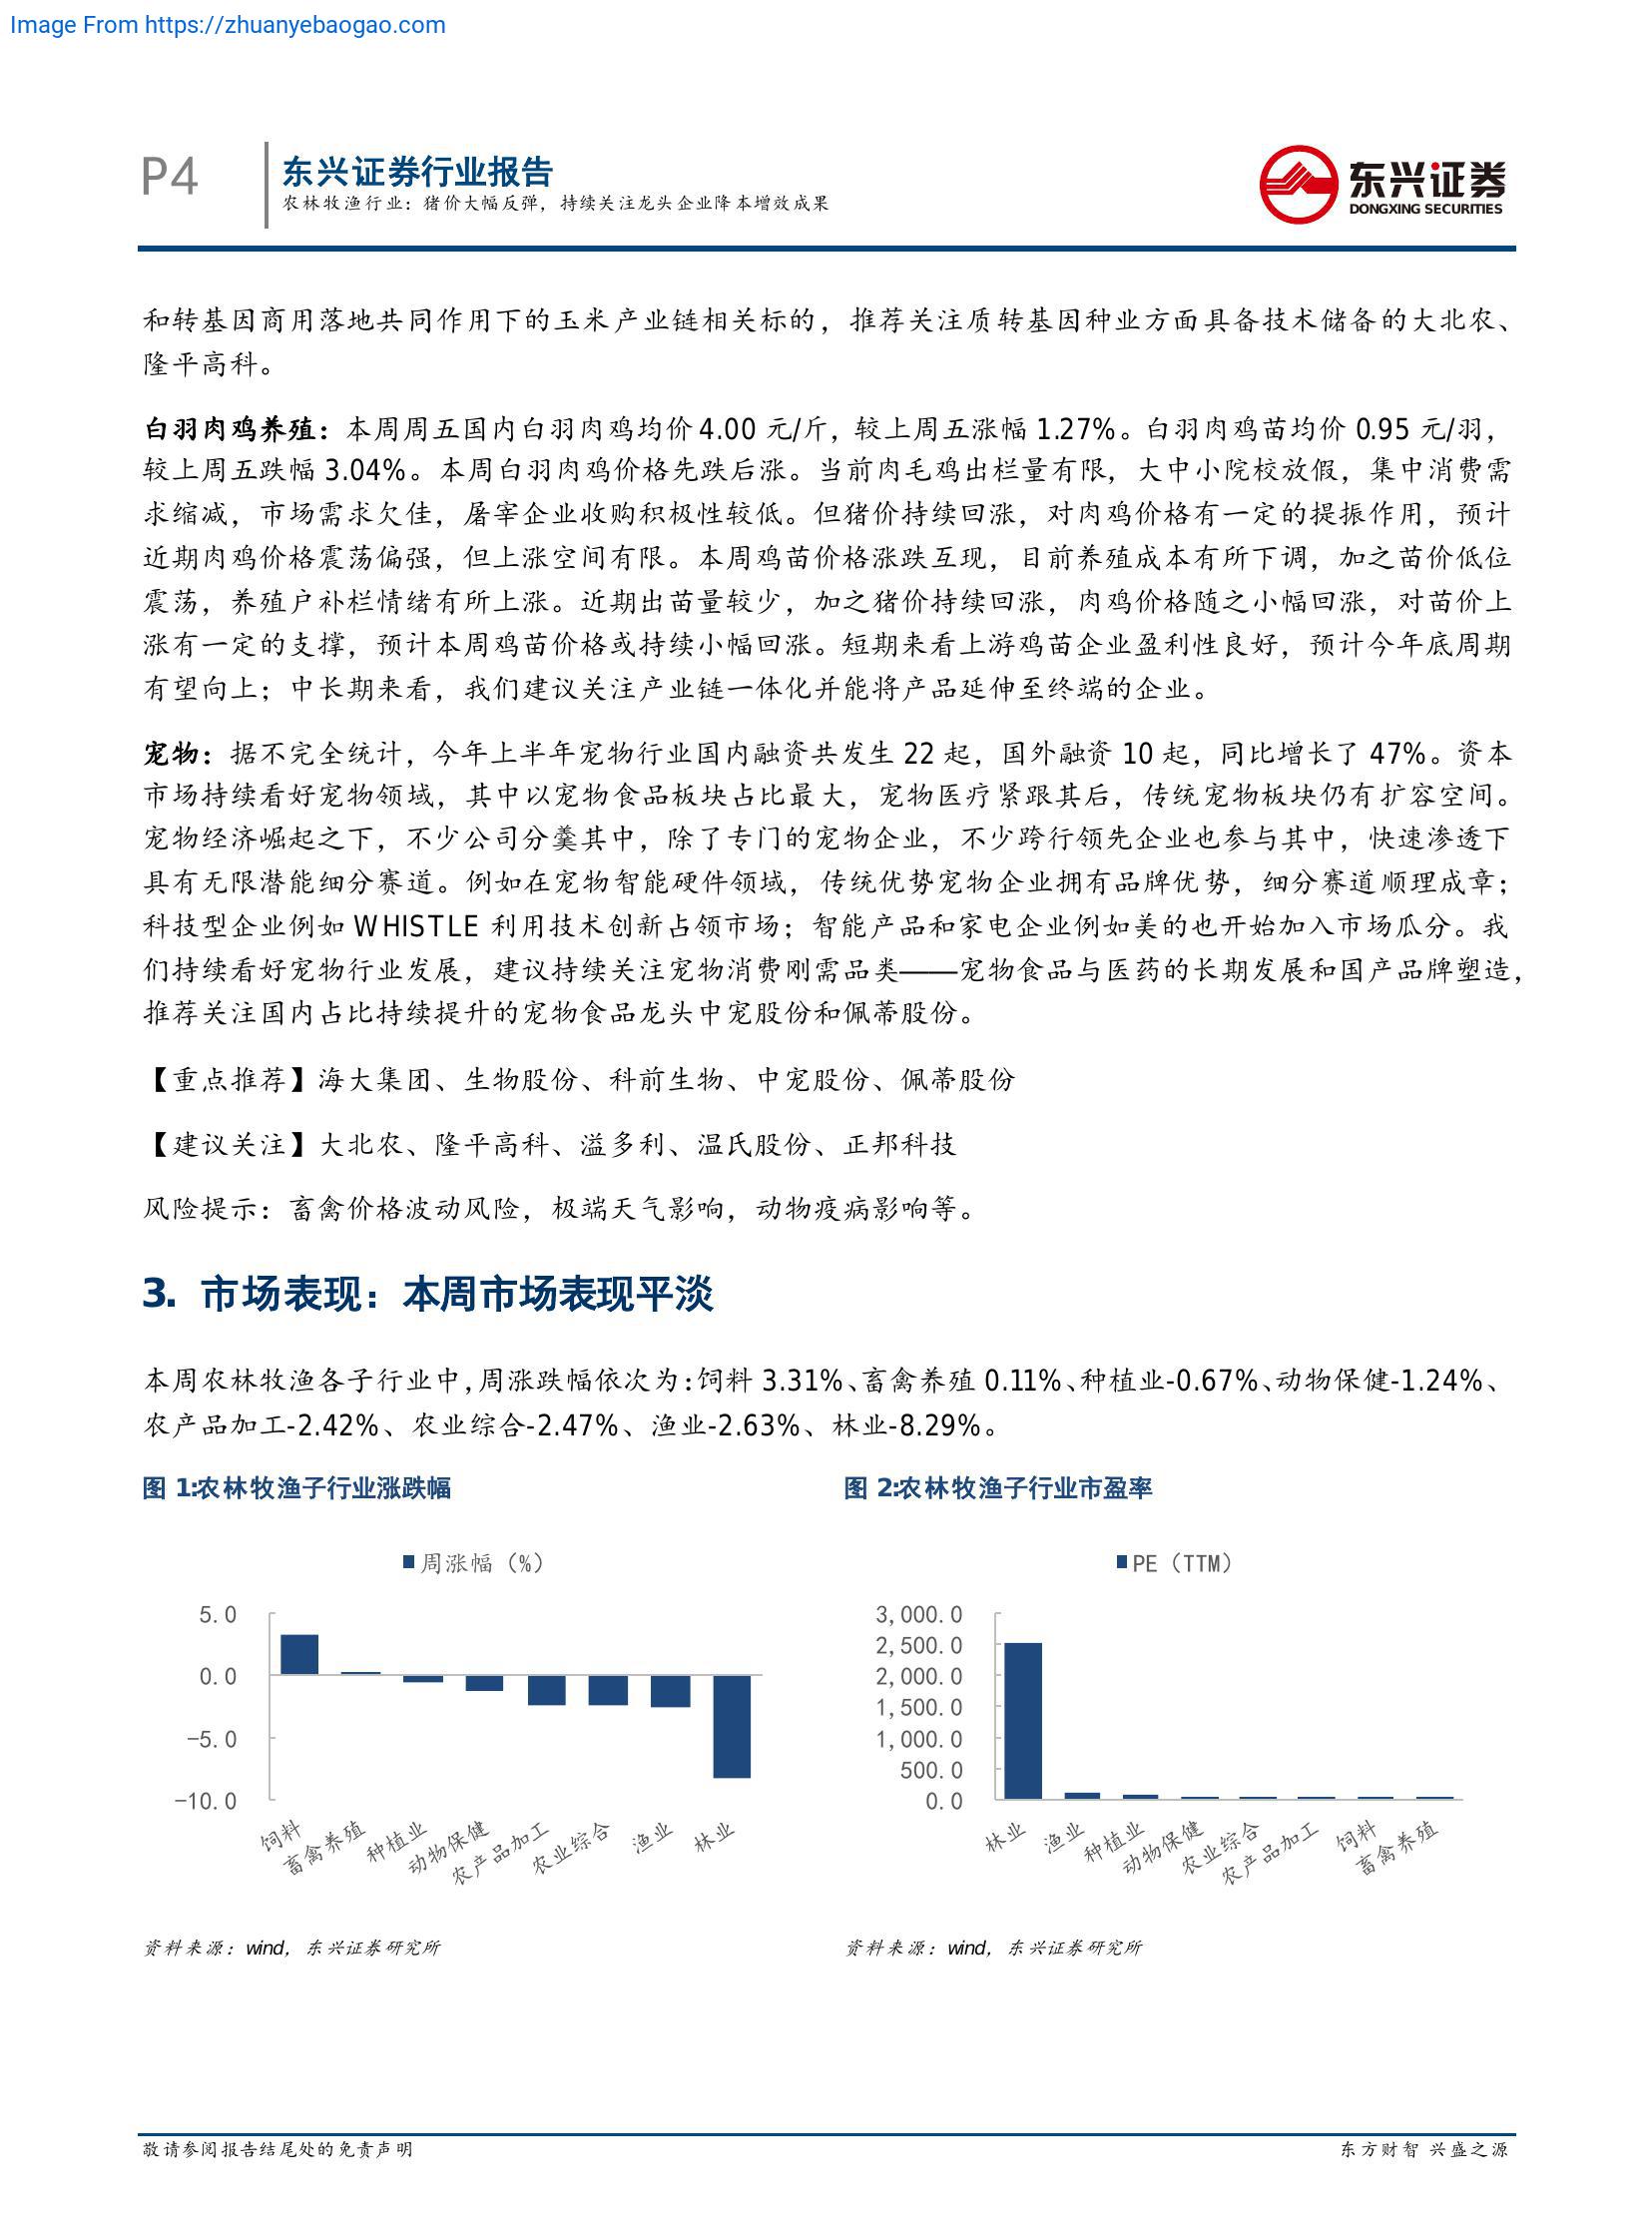 Image From https://zhuanyebaogao.com
P4
东兴证券行业报告
农林牧渔行业：猪价大幅反弹，持续关注龙头企业降本增效成果
东兴证券
DONGXING SECURITIES
和转基因商用落地共同作用下的玉米产业链相关标的，推荐关注质转基因种业方面具备技术储备的大北农、
隆平高科。
白羽肉鸡养殖：本周周五国内白羽肉鸡均价 4.00 元/斤，较上周五涨幅 1.27%。白羽肉鸡苗均价 0.95 元/羽，
较上周五跌幅 3.04%。本周白羽肉鸡价格先跌后涨。当前肉毛鸡出栏量有限，大中小院校放假，集中消费需
求缩减，市场需求欠佳，屠宰企业收购积极性较低。但猪价持续回涨，对肉鸡价格有一定的提振作用，预计
近期肉鸡价格震荡偏强，但上涨空间有限。本周鸡苗价格涨跌互现，目前养殖成本有所下调，加之苗价低位
震荡，养殖户补栏情绪有所上涨。近期出苗量较少，加之猪价持续回涨，肉鸡价格随之小幅回涨，对苗价上
涨有一定的支撑，预计本周鸡苗价格或持续小幅回涨。短期来看上游鸡苗企业盈利性良好，预计今年底周期
有望向上；中长期来看，我们建议关注产业链一体化并能将产品延伸至终端的企业。
宠物：据不完全统计，今年上半年宠物行业国内融资共发生 22 起，国外融资 10 起，同比增长了 47%。资本
市场持续看好宠物领域，其中以宠物食品板块占比最大，宠物医疗紧跟其后，传统宠物板块仍有扩容空间。
宠物经济崛起之下，不少公司分羹其中，除了专门的宠物企业，不少跨行领先企业也参与其中，快速渗透下
具有无限潜能细分赛道。例如在宠物智能硬件领域，传统优势宠物企业拥有品牌优势，细分赛道顺理成章；
科技型企业例如 WHISTLE 利用技术创新占领市场；智能产品和家电企业例如美的也开始加入市场瓜分。我
们持续看好宠物行业发展，建议持续关注宠物消费刚需品类——宠物食品与医药的长期发展和国产品牌塑造，
推荐关注国内占比持续提升的宠物食品龙头中宠股份和佩蒂股份。
【重点推荐】海大集团、生物股份、科前生物、中宠股份、佩蒂股份
【建议关注】大北农、隆平高科、溢多利、温氏股份、正邦科技
风险提示：畜禽价格波动风险，极端天气影响，动物疫病影响等。
3. 市场表现：本周市场表现平淡
本周农林牧渔各子行业中，周涨跌幅依次为：饲料 3.31%、畜禽养殖 0.11%、种植业-0.67%、动物保健-1.24%、
农产品加工-2.42%、农业综合-2.47%、渔业-2.63%、林业-8.29%。
图 1:农林牧渔子行业涨跌幅
周涨幅（%）
5.0
0.0
-5.0
-10.0
饲料
畜禽养殖
种植业
动物保健
农产品加工
农业综合
渔业
林业
资料来源：wind，东兴证券研究所
图 2:农林牧渔子行业市盈率
PE（TTM）
3,000.0
2,500.0
2,000.0
1,500.0
1,000.0
500.0
0.0
林业
渔业
种植业
动物保健
农业综合
农产品加工
饲料
畜禽养殖
资料来源：wind，东兴证券研究所
敬请参阅报告结尾处的免责声明
东方财智 兴盛之源